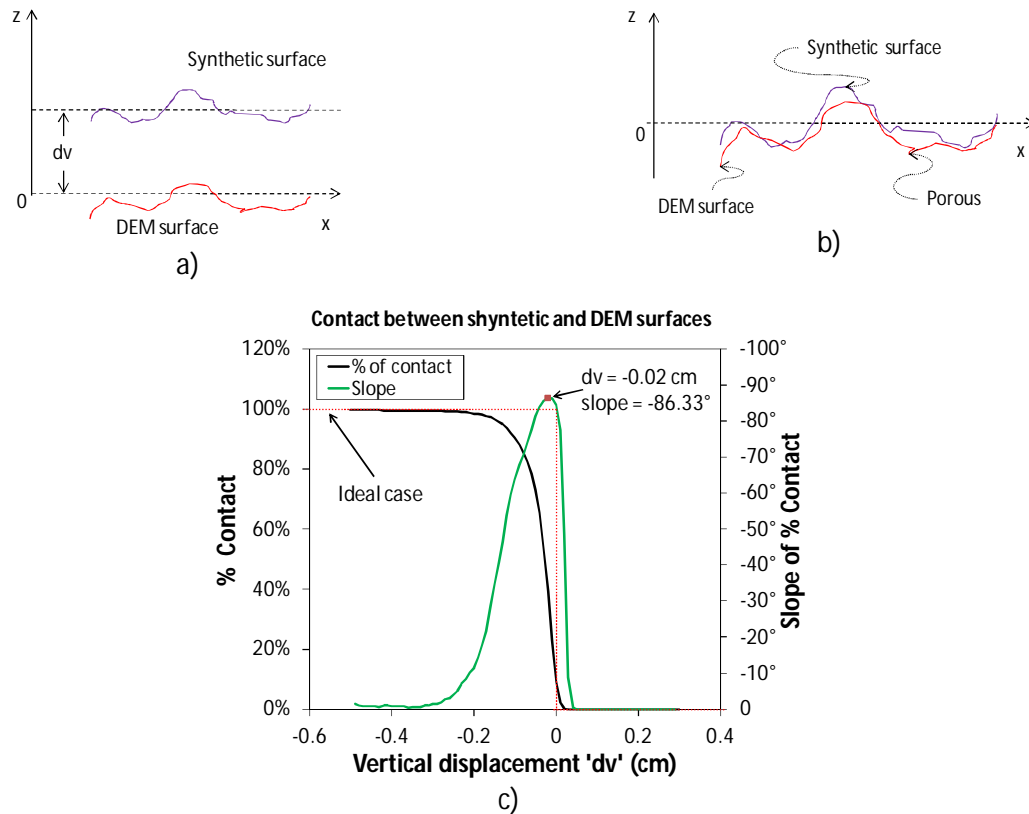 z
Synthetic surface
dv
0
DEM surface
x
a)
z
Synthetic surface
0
x
DEM surface
Porous
b)
Contact between shyntetic and DEM surfaces
% of contact
Slope
dv = -0.02 cm
slope = -86.33°
Ideal case
% Contact
120%
100%
80%
60%
40%
20%
0%
-100°
-90°
-80°
-70°
-60°
-50°
-40°
-30°
-20°
-10°
0
Slope of % Contact
-0.6 -0.4 -0.2 0 0.2 0.4
Vertical displacement 'dv' (cm)
c)